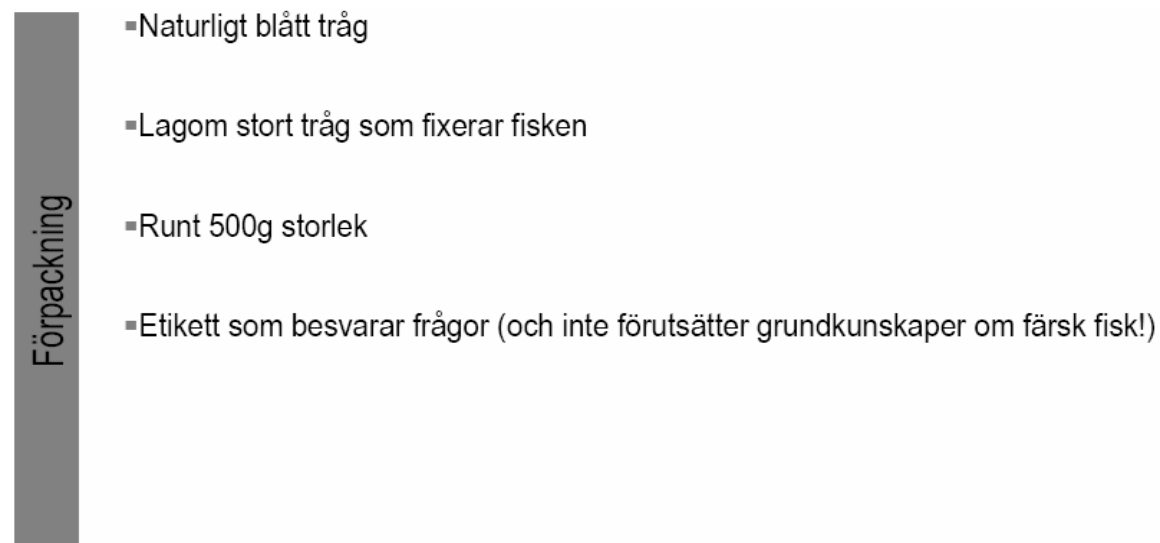 Förpackning
▪Naturligt blått tråg
▪Lagom stort tråg som fixerar fisken
▪Runt 500g storlek
▪Etikett som besvarar frågor (och inte förutsätter grundkunskaper om färsk fisk!)